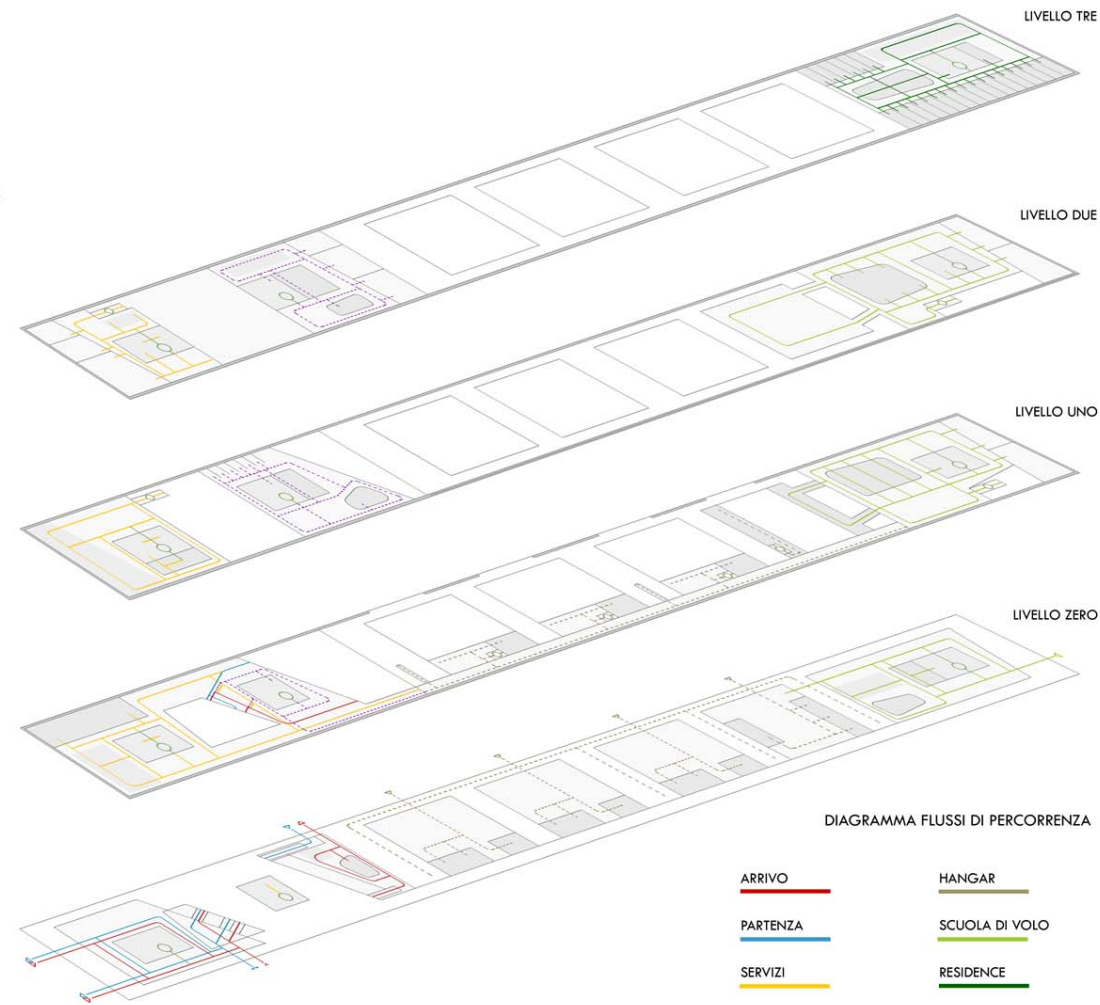 LIVELLO TRE
LIVELLO DUE
LIVELLO UNO
LIVELLO ZERO
DIAGRAMMA FLUSSI DI PERCORRENZA
ARRIVO
HANGAR
PARTENZA
SCUOLA DI VOLO
SERVIZI
RESIDENCE